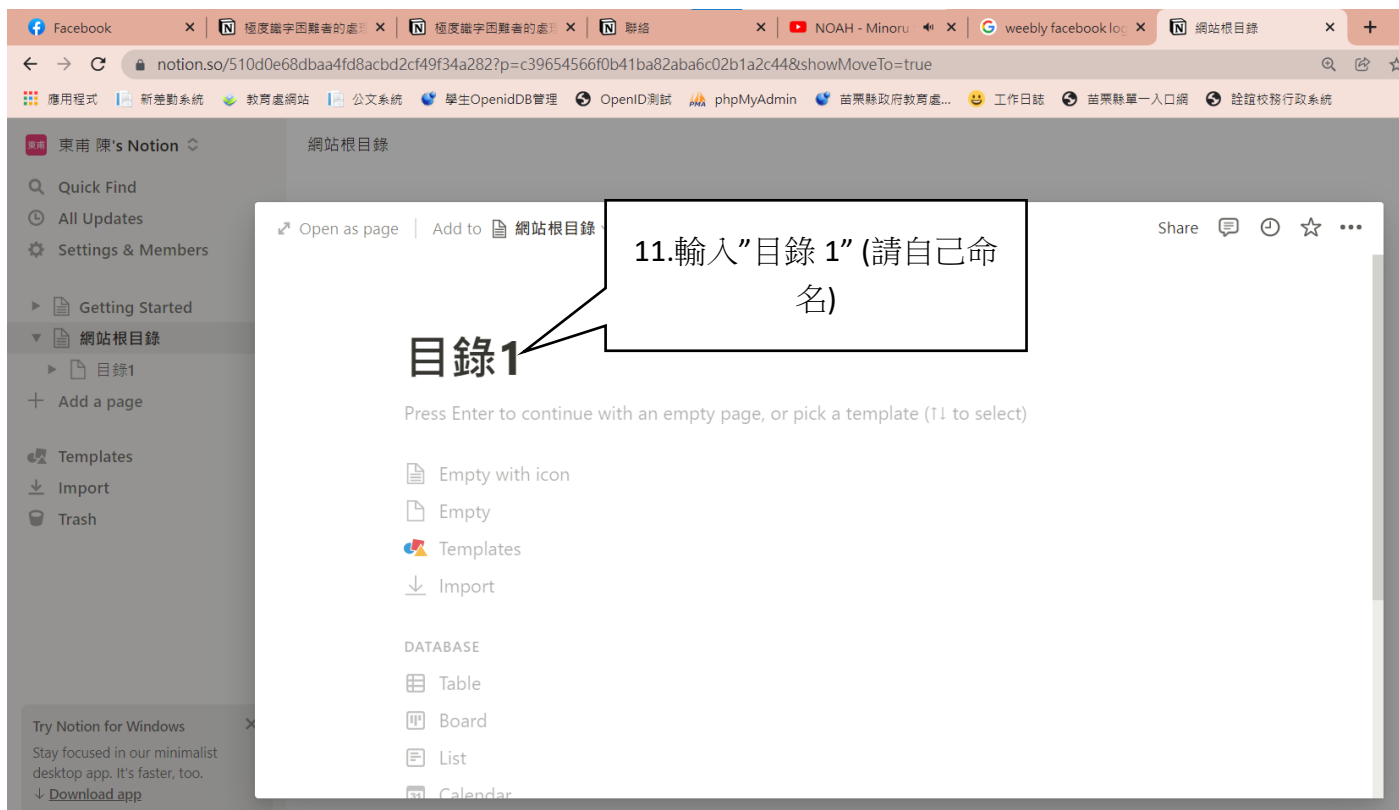 Facebook
極度識字困難者的處理
極度識字困難者的處理
聯絡
NOAH - Minoru
weebly facebook log
網站根目錄
notion.so/510d0e68dbaa4fd8acbd2cf49f34a282?p=c39654566f0b41ba82aba6c02b1a2c44&showMoveTo=true
應用程式 新差勤系統 教育處網站 公文系統 學生OpenidDB管理 OpenID測試 phpMyAdmin 苗栗縣政府教育處... 工作日誌 苗栗縣單一入口網 詮誼校務行政系統
東甫 東甫 陳's Notion
網站根目錄
Quick Find
All Updates
Settings & Members
Getting Started
網站根目錄
目錄1
Add a page
Templates
Import
Trash
Try Notion for Windows
Stay focused in our minimalist
desktop app. It's faster, too.
↓ Download app
Open as page Add to 網站根目錄
Share
11.輸入”目錄 1” (請自己命
名)
目錄1
Press Enter to continue with an empty page, or pick a template (↑↓ to select)
Empty with icon
Empty
Templates
Import
DATABASE
Table
Board
List
Calendar